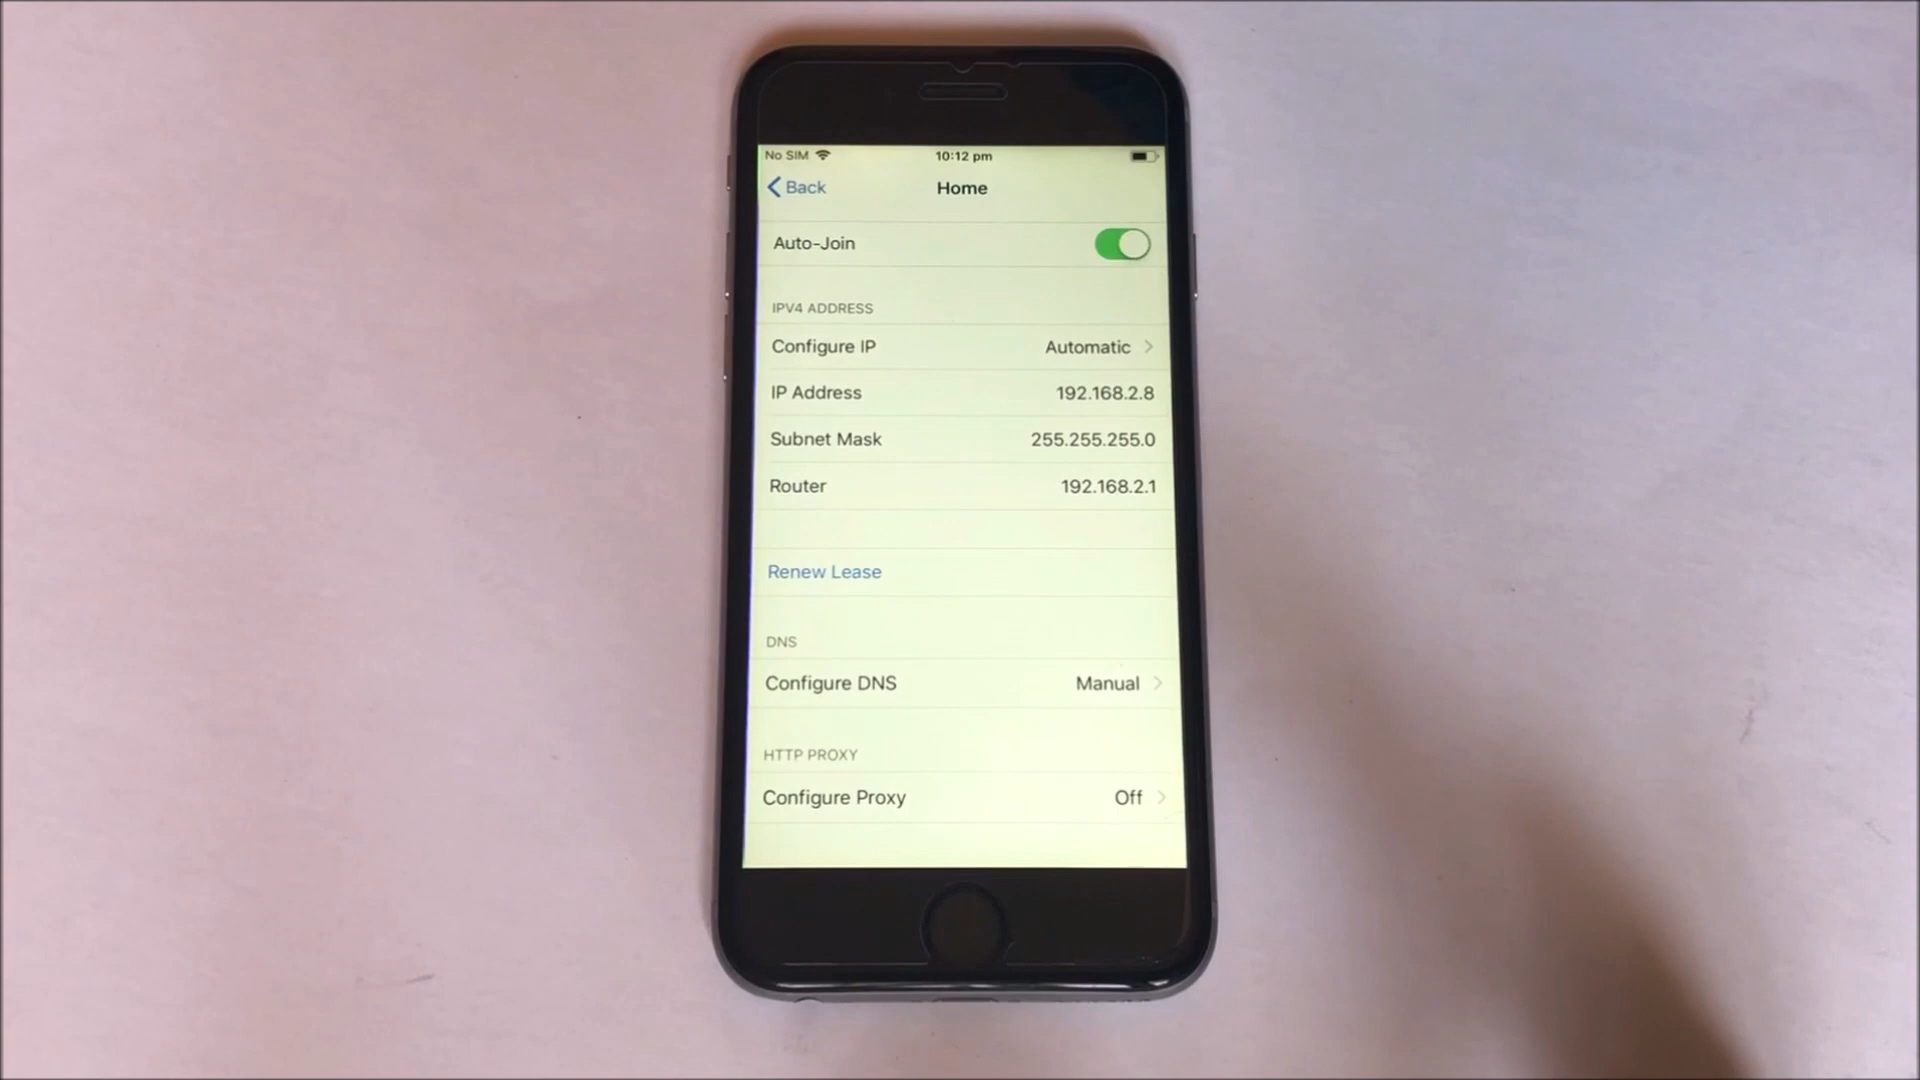 No SIM 10:12 pm
Back Home
Auto-Join
IPV4 ADDRESS
Configure IP Automatic
IP Address 192.168.2.8
Subnet Mask 255.255.255.0
Router 192.168.2.1
Renew Lease
DNS
Configure DNS Manual
HTTP PROXY
Configure Proxy Off